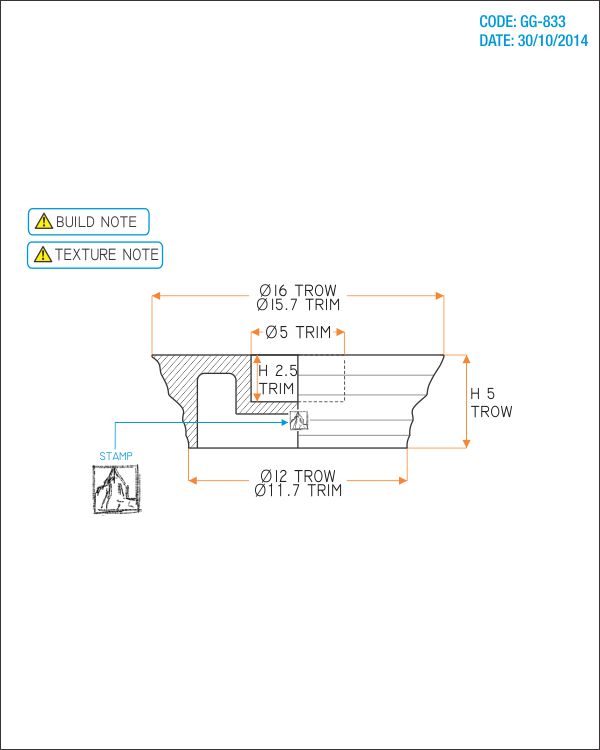 CODE: GG-833
DATE: 30/10/2014
BUILD NOTE
TEXTURE NOTE
Ø16 TROW
Ø15.7 TRIM
Ø5 TRIM
H 2.5
TRIM
H 5
TROW
STAMP
Ø12 TROW
Ø11.7 TRIM